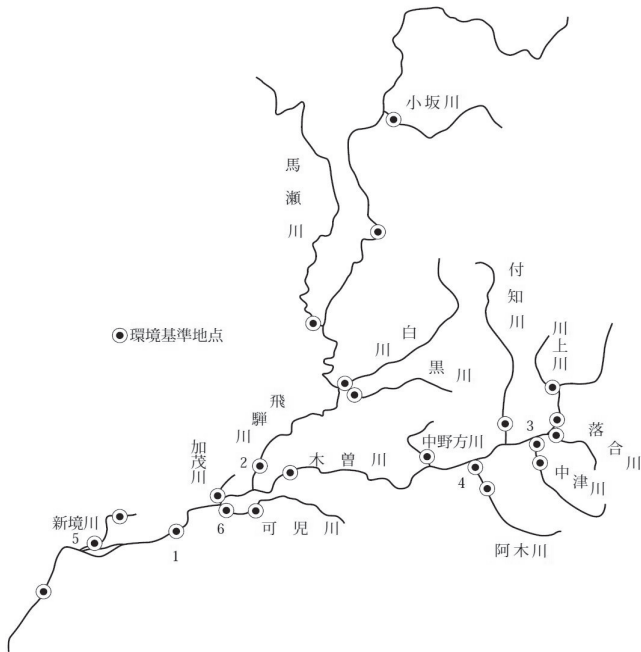 小坂川
馬瀬川
付知川
環境基準地点
白川
黒川
川上川
飛騨川
3
落合川
加茂川
2
木曽川
中野方川
4
中津川
新境川
5
1
6
可児川
阿木川